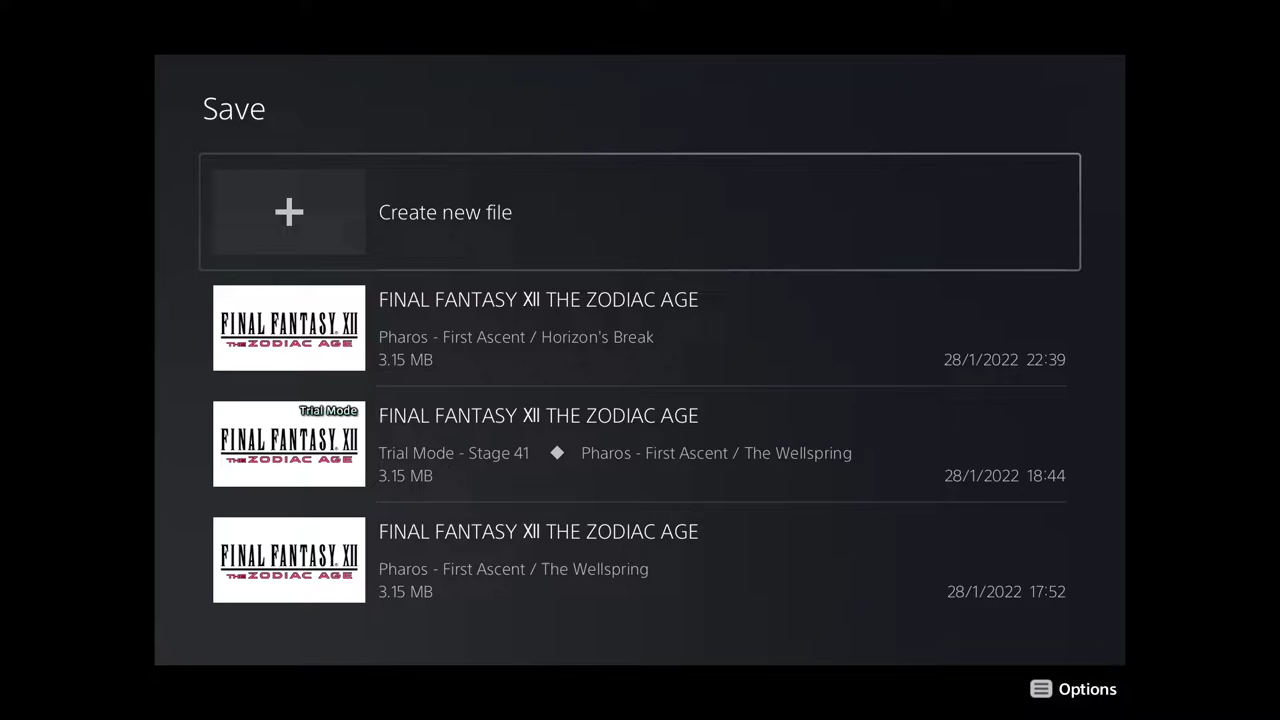 Save
Create new file
FINAL FANTASY XII THE ZODIAC AGE
Pharos - First Ascent / Horizon's Break
3.15 MB
28/1/2022 22:39
FINAL FANTASY XII
THE ZODIAC AGE
FINAL FANTASY XII THE ZODIAC AGE
Trial Mode - Stage 41 ◆ Pharos - First Ascent / The Wellspring
3.15 MB
28/1/2022 18:44
Trial Mode
FINAL FANTASY XII
THE ZODIAC AGE
FINAL FANTASY XII THE ZODIAC AGE
Pharos - First Ascent / The Wellspring
3.15 MB
28/1/2022 17:52
FINAL FANTASY XII
THE ZODIAC AGE
Options